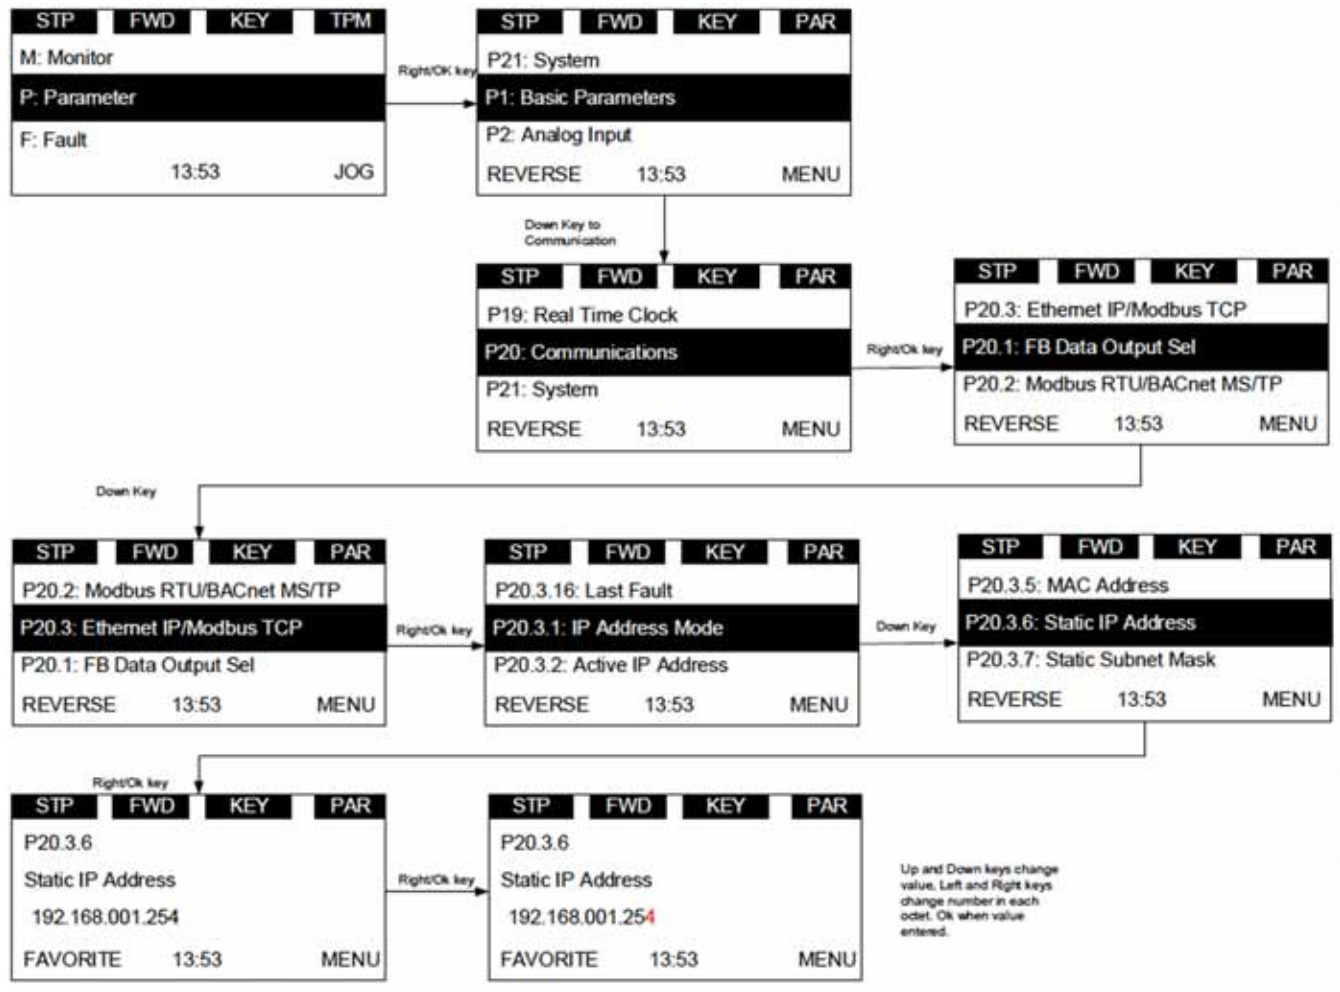 STP FWD KEY TPM
M: Monitor
P: Parameter
F: Fault
13:53 JOG
Right/OK key
STP FWD KEY PAR
P21: System
P1: Basic Parameters
P2: Analog Input
REVERSE 13:53 MENU
Down Key to
Communication
STP FWD KEY PAR
P19: Real Time Clock
P20: Communications
P21: System
REVERSE 13:53 MENU
Right/Ok key
STP FWD KEY PAR
P20.3: Ethernet IP/Modbus TCP
P20.1: FB Data Output Sel
P20.2: Modbus RTU/BACnet MS/TP
REVERSE 13:53 MENU
Down Key
STP FWD KEY PAR
P20.2: Modbus RTU/BACnet MS/TP
P20.3: Ethernet IP/Modbus TCP
P20.1: FB Data Output Sel
REVERSE 13:53 MENU
Right/Ok key
STP FWD KEY PAR
P20.3.16: Last Fault
P20.3.1: IP Address Mode
P20.3.2: Active IP Address
REVERSE 13:53 MENU
Down Key
STP FWD KEY PAR
P20.3.5: MAC Address
P20.3.6: Static IP Address
P20.3.7: Static Subnet Mask
REVERSE 13:53 MENU
Right/Ok key
STP FWD KEY PAR
P20.3.6
Static IP Address
192.168.001.254
FAVORITE 13:53 MENU
Right/Ok key
STP FWD KEY PAR
P20.3.6
Static IP Address
192.168.001.254
FAVORITE 13:53 MENU
Up and Down keys change
value, Left and Right keys
change number in each
octet. Ok when value
entered.